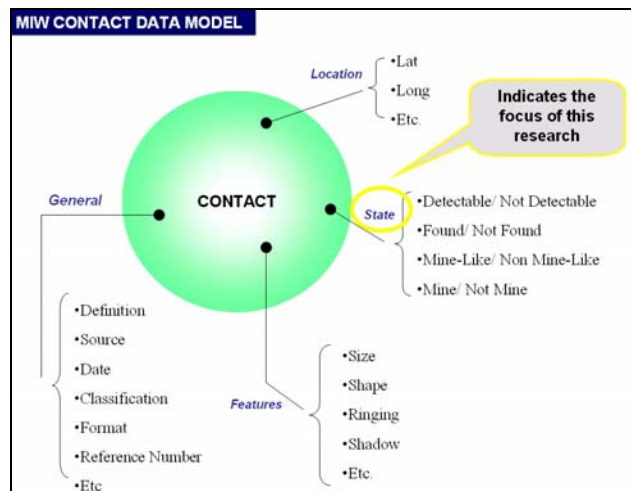 MIW CONTACT DATA MODEL
Location
•Lat
•Long
•Etc.
Indicates the
focus of this
research
General
CONTACT
State
•Detectable/ Not Detectable
•Found/ Not Found
•Mine-Like/ Non Mine-Like
•Mine/ Not Mine
•Definition
•Source
•Date
•Classification
•Format
•Reference Number
•Etc
Features
•Size
•Shape
•Ringing
•Shadow
•Etc.